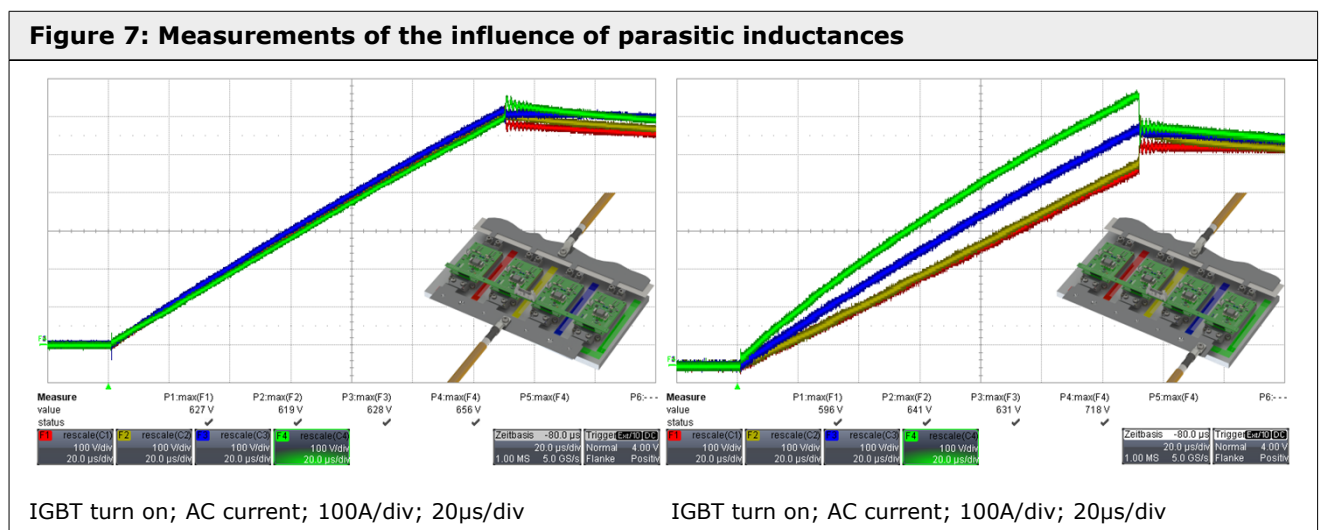 Figure 7: Measurements of the influence of parasitic inductances
Measure P1:max(F1) P2:max(F2) P3:max(F3) P4:max(F4) P5:max(F4) P6:- - -
value 627 V 619 V 628 V 656 V
status ✔ ✔ ✔ ✔
F1 rescale(C1) F2 rescale(C2) F3 rescale(C3) F4 rescale(C4) Zeitbasis -80.0 µs Trigger Ext/10 DC
100 V/div 100 V/div 100 V/div 100 V/div 20.0 µs/div Normal 4.00 V
20.0 µs/div 20.0 µs/div 20.0 µs/div 20.0 µs/div 1.00 MS 5.0 GS/s Flanke Positiv
Measure P1:max(F1) P2:max(F2) P3:max(F3) P4:max(F4) P5:max(F4) P6:- - -
value 596 V 641 V 631 V 718 V
status ✔ ✔ ✔ ✔
F1 rescale(C1) F2 rescale(C2) F3 rescale(C3) F4 rescale(C4) Zeitbasis -80.0 µs Trigger Ext/10 DC
100 V/div 100 V/div 100 V/div 100 V/div 20.0 µs/div Normal 4.00 V
20.0 µs/div 20.0 µs/div 20.0 µs/div 20.0 µs/div 1.00 MS 5.0 GS/s Flanke Positiv
IGBT turn on; AC current; 100A/div; 20µs/div
IGBT turn on; AC current; 100A/div; 20µs/div